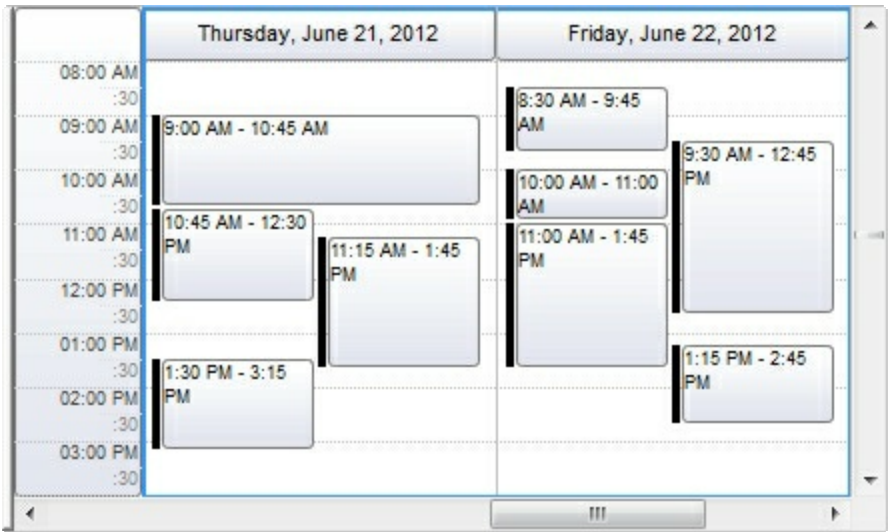 Thursday, June 21, 2012
Friday, June 22, 2012
08:00 AM
:30
09:00 AM
:30
10:00 AM
:30
11:00 AM
:30
12:00 PM
:30
01:00 PM
:30
02:00 PM
:30
03:00 PM
:30
9:00 AM - 10:45 AM
10:45 AM - 12:30
PM
11:15 AM - 1:45
PM
1:30 PM - 3:15
PM
8:30 AM - 9:45
AM
9:30 AM - 12:45
PM
10:00 AM - 11:00
AM
11:00 AM - 1:45
PM
1:15 PM - 2:45
PM